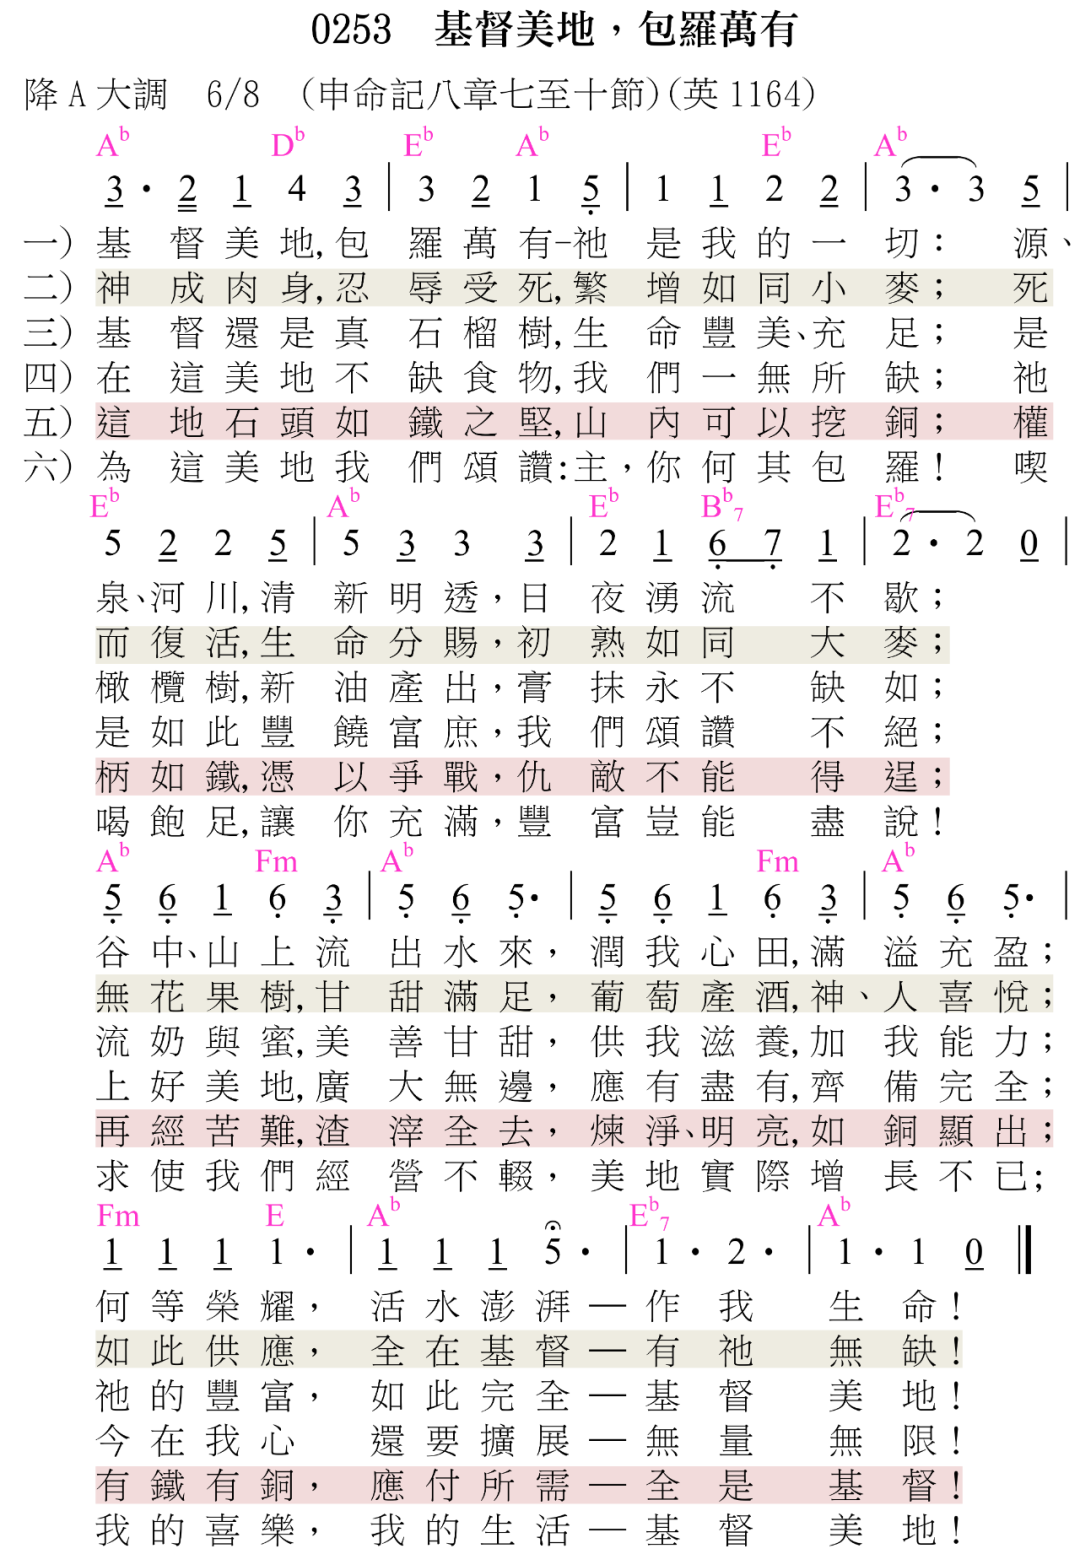 0253　基督美地，包羅萬有
降 A 大調　6/8　(申命記八章七至十節)(英 1164)
A♭ D♭ E♭ A♭ E♭ A♭
3 · 2 1 4 3 | 3 2 1 5 | 1 1 2 2 | 3 · 3 5 |
一) 基督美地,包羅萬有-祂是我的一切：源、
二) 神成肉身,忍辱受死,繁增如同小麥；死
三) 基督還是真石榴樹,生命豐美、充足；是
四) 在這美地不缺食物,我們一無所缺；祂
五) 這地石頭如鐵之堅,山內可以挖銅；權
六) 為這美地我們頌讚:主，你何其包羅！喫
E♭ A♭ E♭ B♭7 E♭7
5 2 2 5 | 5 3 3 3 | 2 1 6 7 1 | 2 · 2 0 |
泉、河川,清新明透，日夜湧流不歇；
而復活,生命分賜，初熟如同大麥；
橄欖樹,新油產出，膏抹永不缺如；
是如此豐饒富庶，我們頌讚不絕；
柄如鐵,憑以爭戰，仇敵不能得逞；
喝飽足,讓你充滿，豐富豈能盡說！
A♭ Fm A♭ Fm A♭
5 6 1 6 3 | 5 6 5· | 5 6 1 6 3 | 5 6 5· |
谷中、山上流出水來，潤我心田,滿溢充盈；
無花果樹,甘甜滿足，葡萄產酒,神、人喜悅；
流奶與蜜,美善甘甜，供我滋養,加我能力；
上好美地,廣大無邊，應有盡有,齊備完全；
再經苦難,渣滓全去，煉淨、明亮,如銅顯出；
求使我們經營不輟，美地實際增長不已;
Fm E A♭ E♭7 A♭
1 1 1 1 · | 1 1 1 5 · | 1 · 2 · | 1 · 1 0 ‖
何等榮耀，活水澎湃—作我生命！
如此供應，全在基督—有祂無缺！
祂的豐富，如此完全—基督美地！
今在我心　還要擴展—無量無限！
有鐵有銅，應付所需—全是基督！
我的喜樂，我的生活—基督美地！